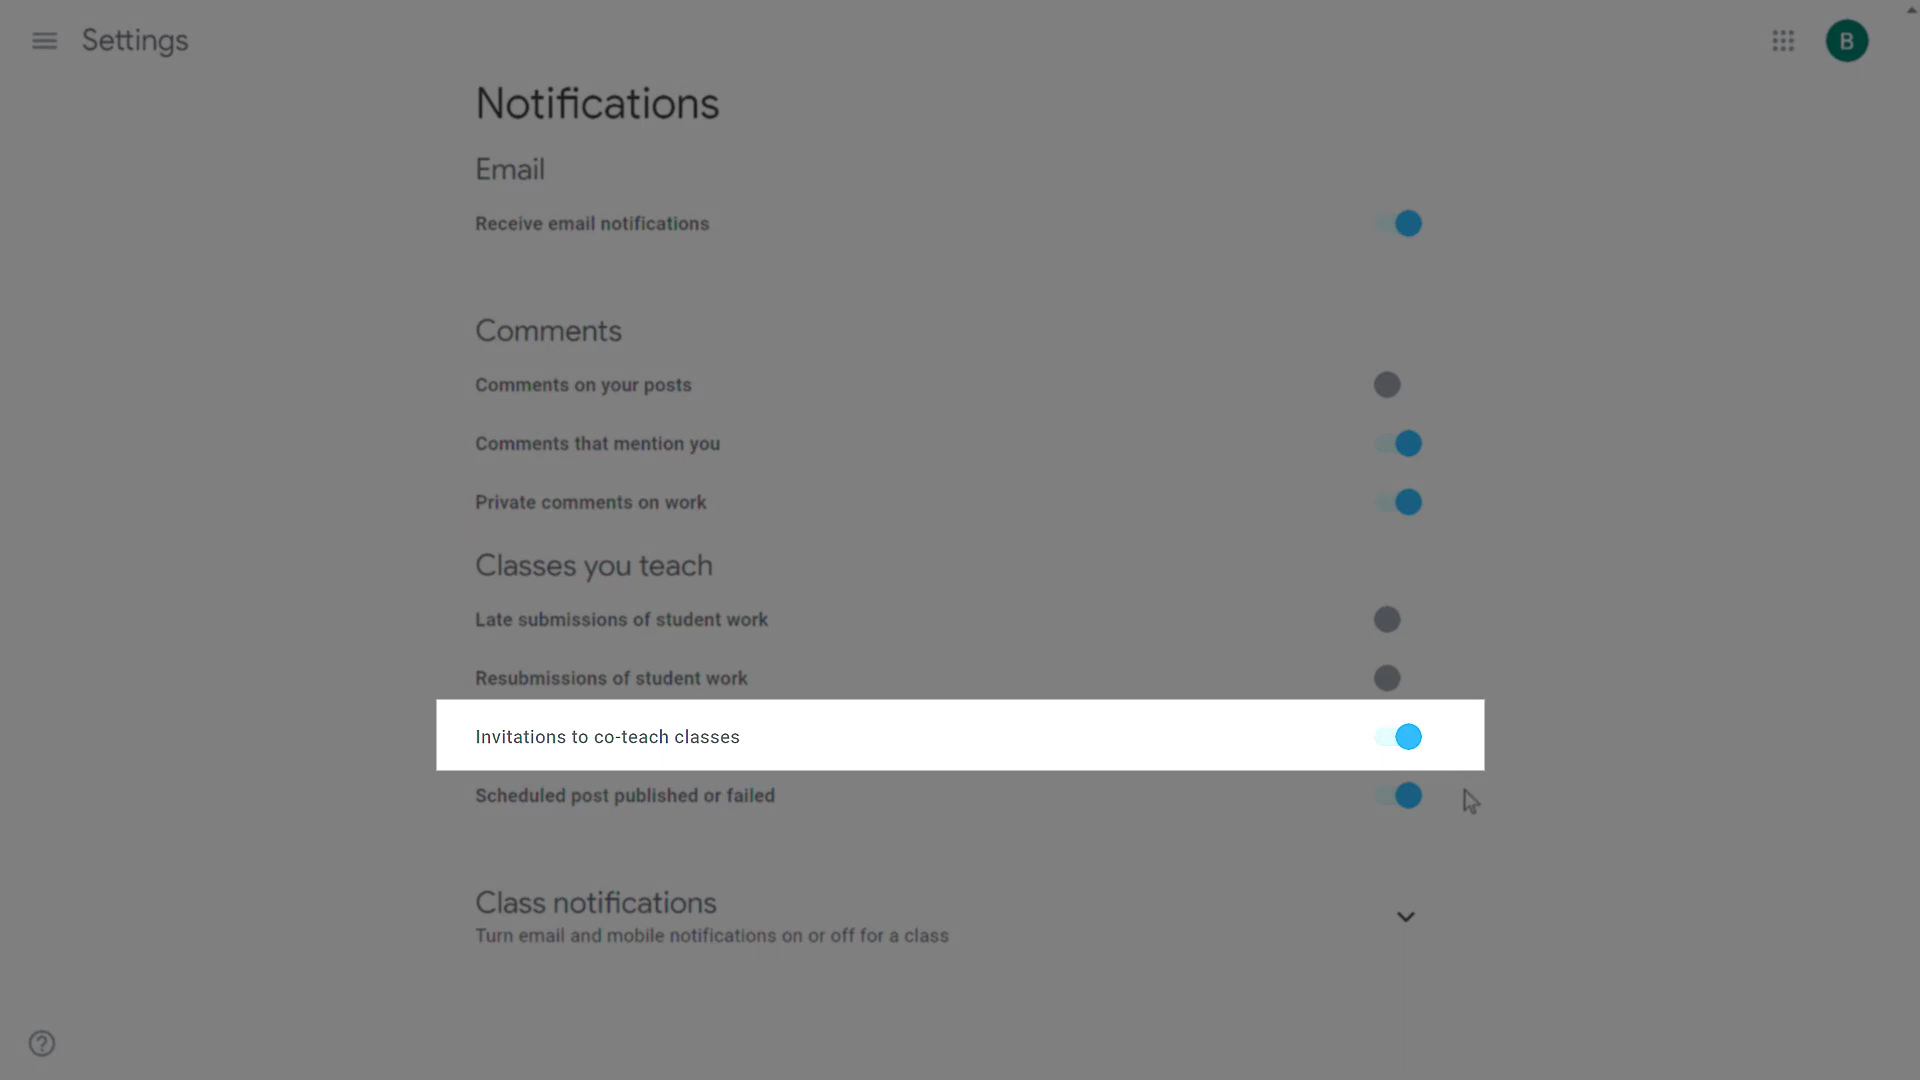 Settings
B
Notifications
Email
Receive email notifications
Comments
Comments on your posts
Comments that mention you
Private comments on work
Classes you teach
Late submissions of student work
Resubmissions of student work
Invitations to co-teach classes
Scheduled post published or failed
Class notifications
Turn email and mobile notifications on or off for a class
?